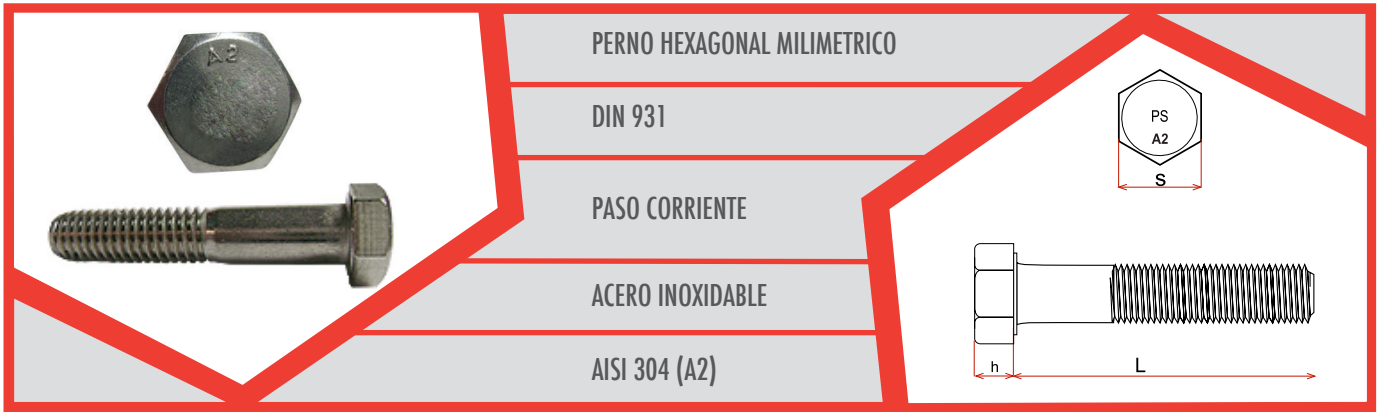 A2
PERNO HEXAGONAL MILIMETRICO
DIN 931
PASO CORRIENTE
ACERO INOXIDABLE
AISI 304 (A2)
PS
A2
S
h
L